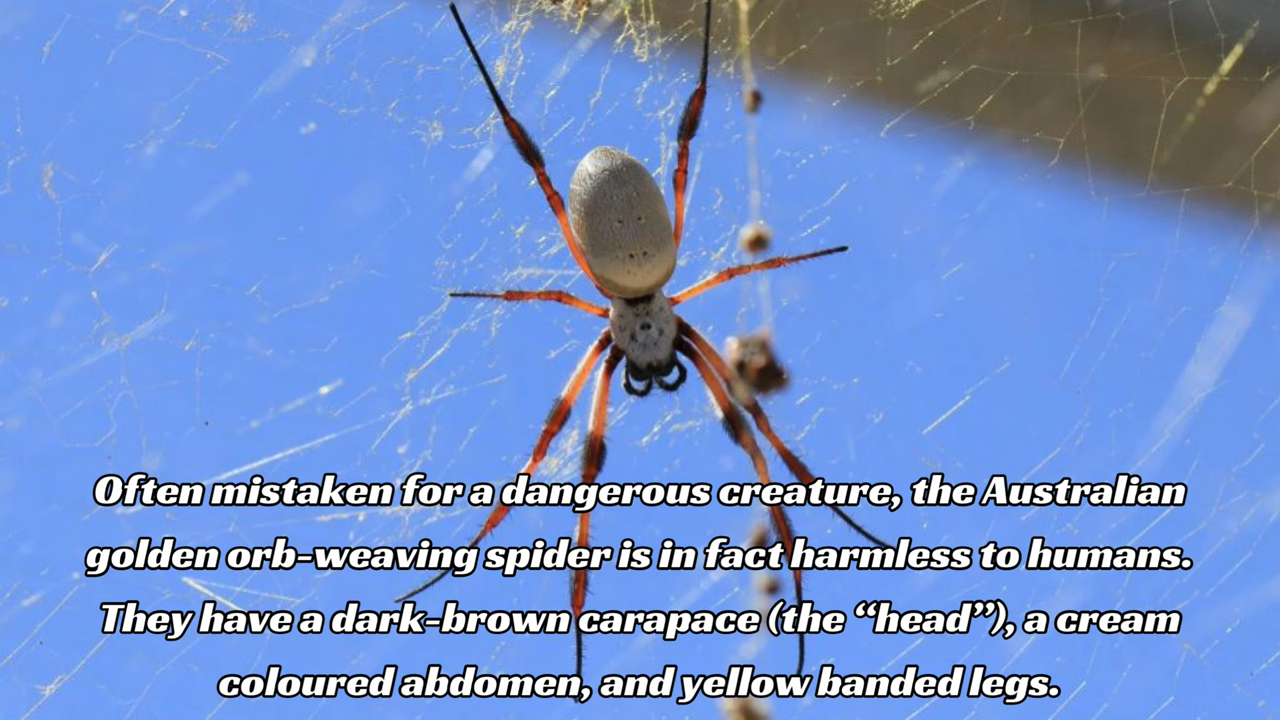 Often mistaken for a dangerous creature, the Australian
golden orb-weaving spider is in fact harmless to humans.
They have a dark-brown carapace (the “head”), a cream
coloured abdomen, and yellow banded legs.